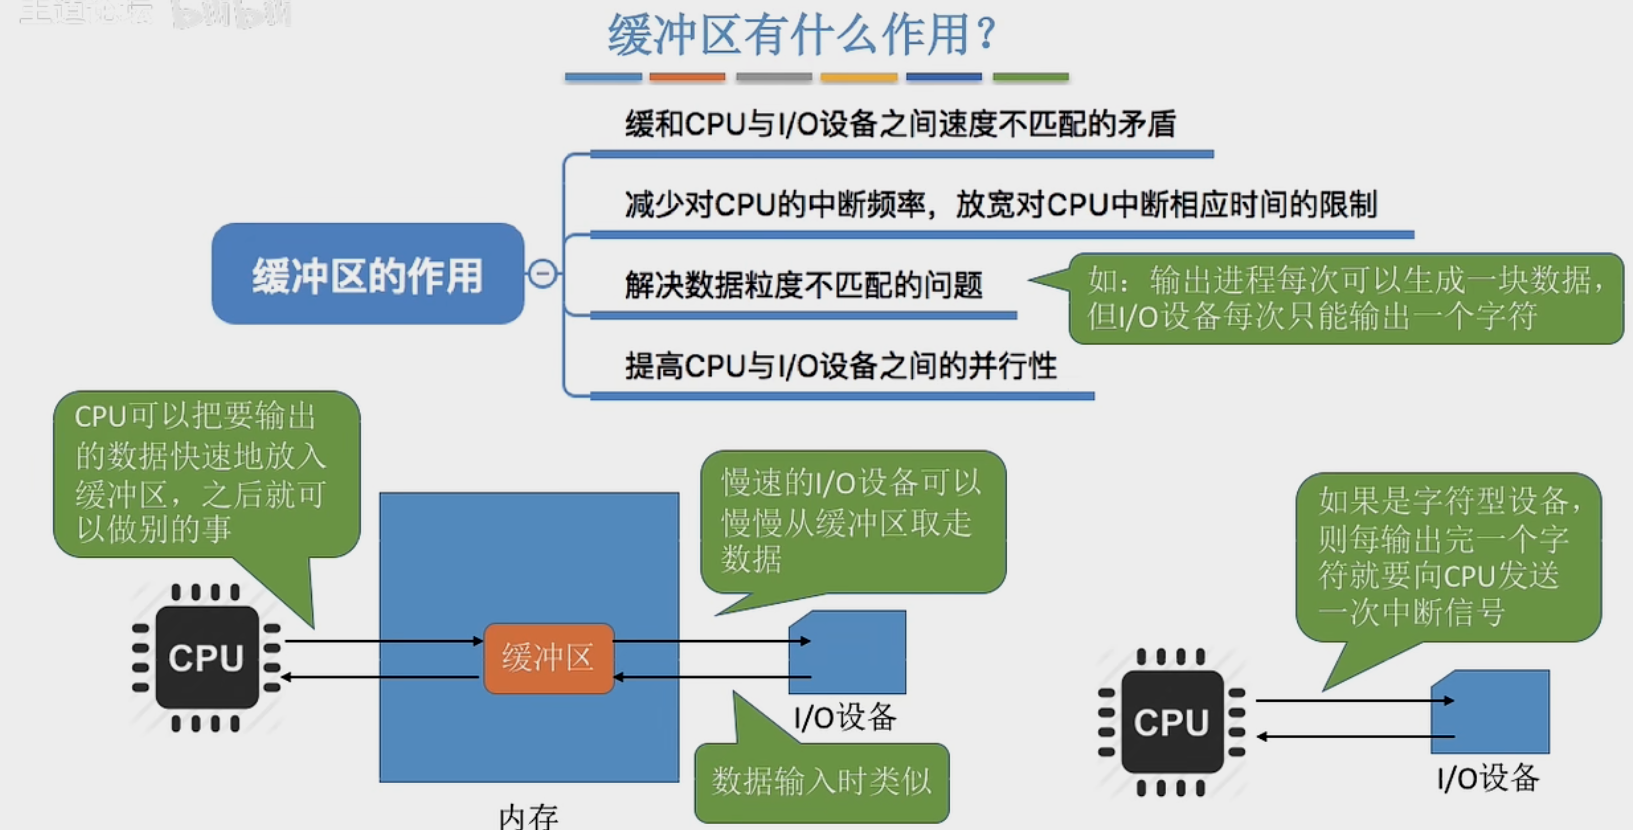 缓冲区有什么作用？
缓和CPU与I/O设备之间速度不匹配的矛盾
减少对CPU的中断频率，放宽对CPU中断相应时间的限制
缓冲区的作用
解决数据粒度不匹配的问题
如：输出进程每次可以生成一块数据，
但I/O设备每次只能输出一个字符
提高CPU与I/O设备之间的并行性
CPU可以把要输出
的数据快速地放入
缓冲区，之后就可
以做别的事
慢速的I/O设备可以
慢慢从缓冲区取走
数据
如果是字符型设备，
则每输出完一个字
符就要向CPU发送
一次中断信号
CPU
缓冲区
I/O设备
CPU
I/O设备
数据输入时类似
内存